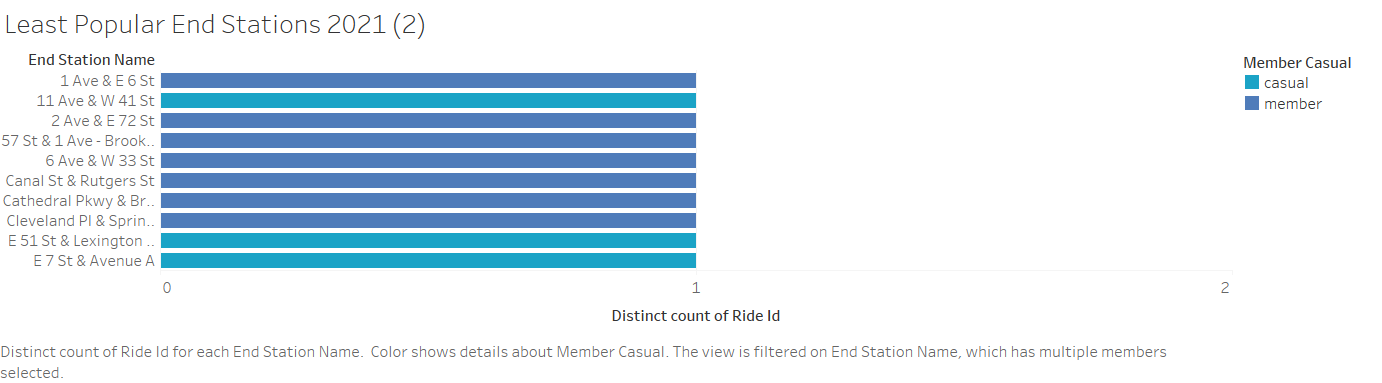 Least Popular End Stations 2021 (2)
End Station Name
1 Ave & E 6 St
11 Ave & W 41 St
2 Ave & E 72 St
57 St & 1 Ave - Brook..
6 Ave & W 33 St
Canal St & Rutgers St
Cathedral Pkwy & Br..
Cleveland Pl & Sprin..
E 51 St & Lexington ..
E 7 St & Avenue A
0 1 2
Distinct count of Ride Id
Member Casual
casual
member
Distinct count of Ride Id for each End Station Name. Color shows details about Member Casual. The view is filtered on End Station Name, which has multiple members
selected.